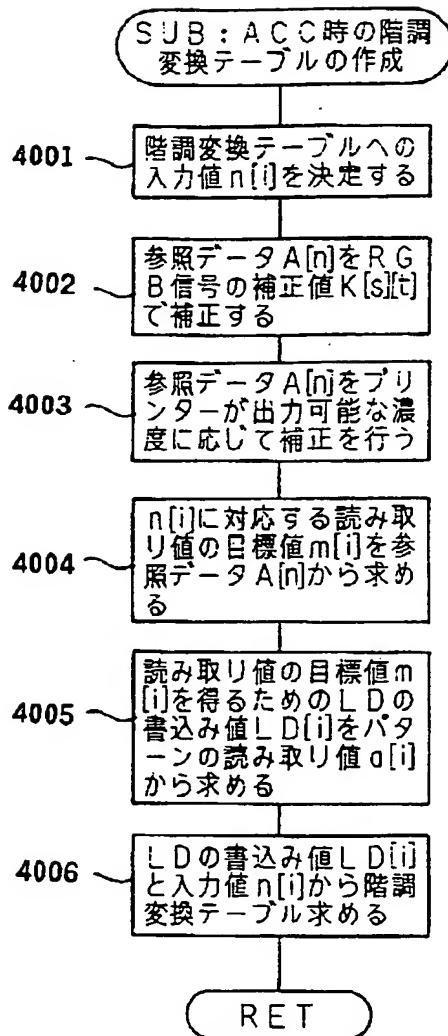 SUB:ACC時の階調
変換テーブルの作成
4001
階調変換テーブルへの
入力値n[i]を決定する
4002
参照データA[n]をRG
B信号の補正値K[s][t]
で補正する
4003
参照データA[n]をプリ
ンターが出力可能な濃
度に応じて補正を行う
4004
n[i]に対応する読み取
り値の目標値m[i]を参
照データA[n]から求め
る
4005
読み取り値の目標値m
[i]を得るためのLDの
書込み値LD[i]をパタ
ーンの読み取り値a[i]
から求める
4006
LDの書込み値LD[i]
と入力値n[i]から階調
変換テーブル求める
RET